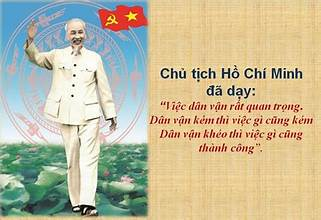 Chủ tịch Hồ Chí Minh
đã dạy:
“Việc dân vận rất quan trọng.
Dân vận kém thì việc gì cũng kém
Dân vận khéo thì việc gì cũng
thành công”.